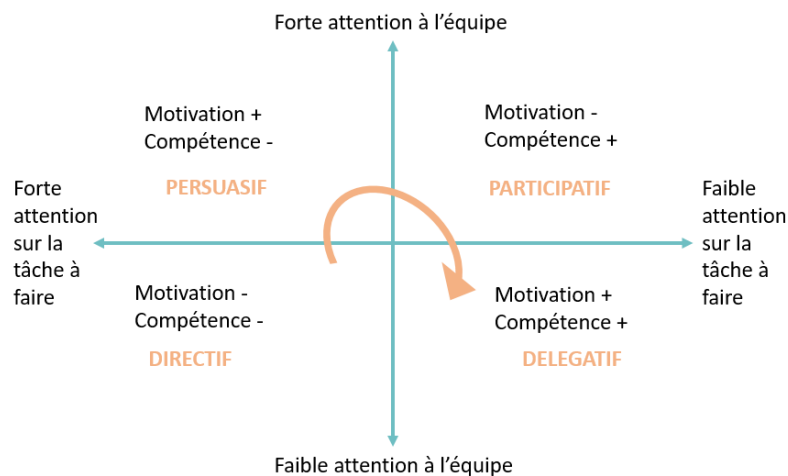 Forte attention à l’équipe
Motivation +
Compétence -
PERSUASIF
Motivation -
Compétence +
PARTICIPATIF
Forte
attention
sur la
tâche à
faire
Faible
attention
sur la
tâche à
faire
Motivation -
Compétence -
DIRECTIF
Motivation +
Compétence +
DELEGATIF
Faible attention à l’équipe